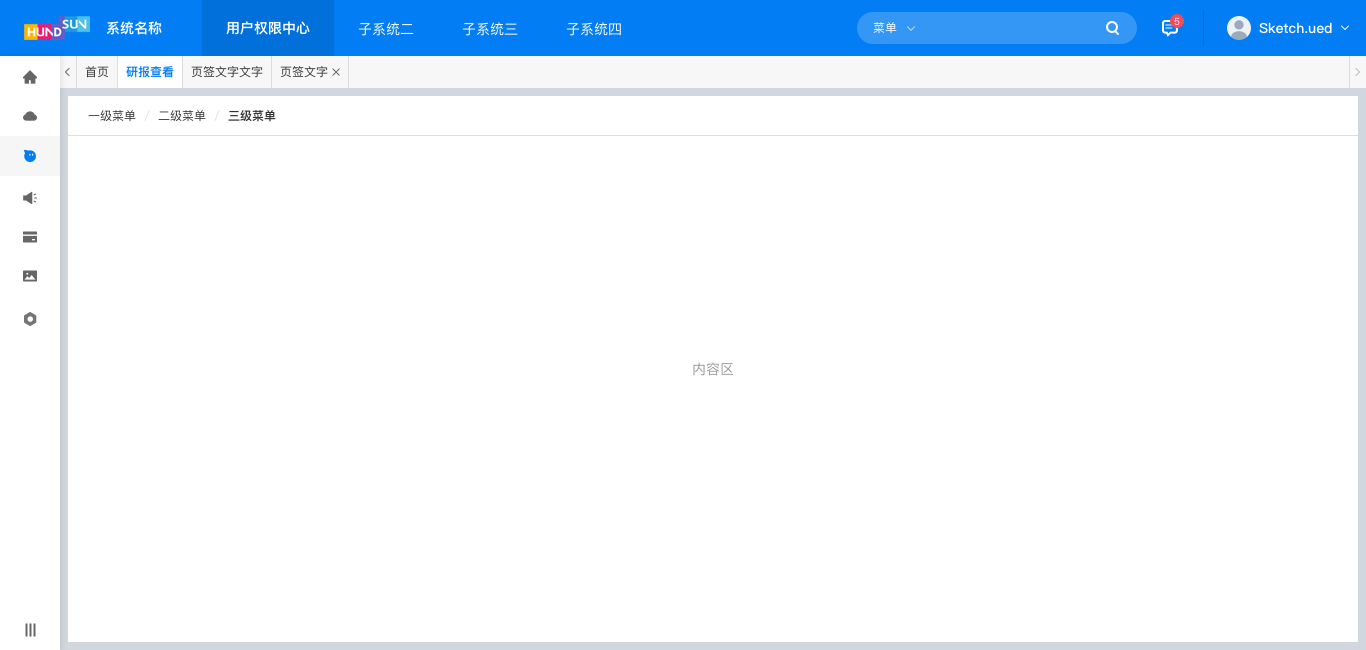 HUNDSUN 系统名称 用户权限中心 子系统二 子系统三 子系统四 菜单 5 Sketch.ued
首页 研报查看 页签文字文字 页签文字
一级菜单 / 二级菜单 / 三级菜单
内容区